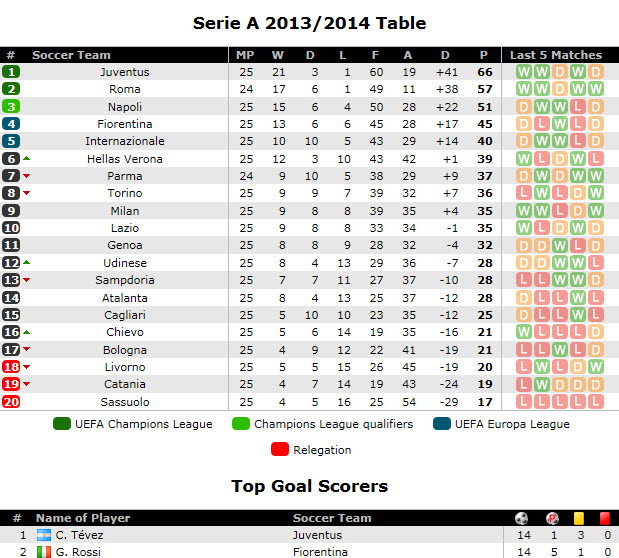 Serie A 2013/2014 Table
# Soccer Team MP W D L F A D P Last 5 Matches
1 Juventus 25 21 3 1 60 19 +41 66 W W D W D
2 Roma 24 17 6 1 49 11 +38 57 W W D W W
3 Napoli 25 15 6 4 50 28 +22 51 D W W L D
4 Fiorentina 25 13 6 6 45 28 +17 45 D L W L W
5 Internazionale 25 10 10 5 43 29 +14 40 D W W L D
6 Hellas Verona 25 12 3 10 43 42 +1 39 W L D W L
7 Parma 24 9 10 5 38 29 +9 37 D W D W W
8 Torino 25 9 9 7 39 32 +7 36 L W L D W
9 Milan 25 9 8 8 39 35 +4 35 W W L D W
10 Lazio 25 9 8 8 33 34 -1 35 W L D W D
11 Genoa 25 8 8 9 28 32 -4 32 D D W L D
12 Udinese 25 8 4 13 29 36 -7 28 D D W W L
13 Sampdoria 25 7 7 11 27 37 -10 28 L L W W D
14 Atalanta 25 8 4 13 25 37 -12 28 D L L W L
15 Cagliari 25 5 10 10 23 35 -12 25 D L W D L
16 Chievo 25 5 6 14 19 35 -16 21 W L L L D
17 Bologna 25 4 9 12 22 41 -19 21 L L W L D
18 Livorno 25 5 5 15 26 45 -19 20 L W L D W
19 Catania 25 4 7 14 19 43 -24 19 L W D D D
20 Sassuolo 25 4 5 16 25 54 -29 17 L L L L L
UEFA Champions League Champions League qualifiers UEFA Europa League
Relegation
Top Goal Scorers
# Name of Player Soccer Team
1 C. Tévez Juventus 14 1 3 0
2 G. Rossi Fiorentina 14 5 1 0